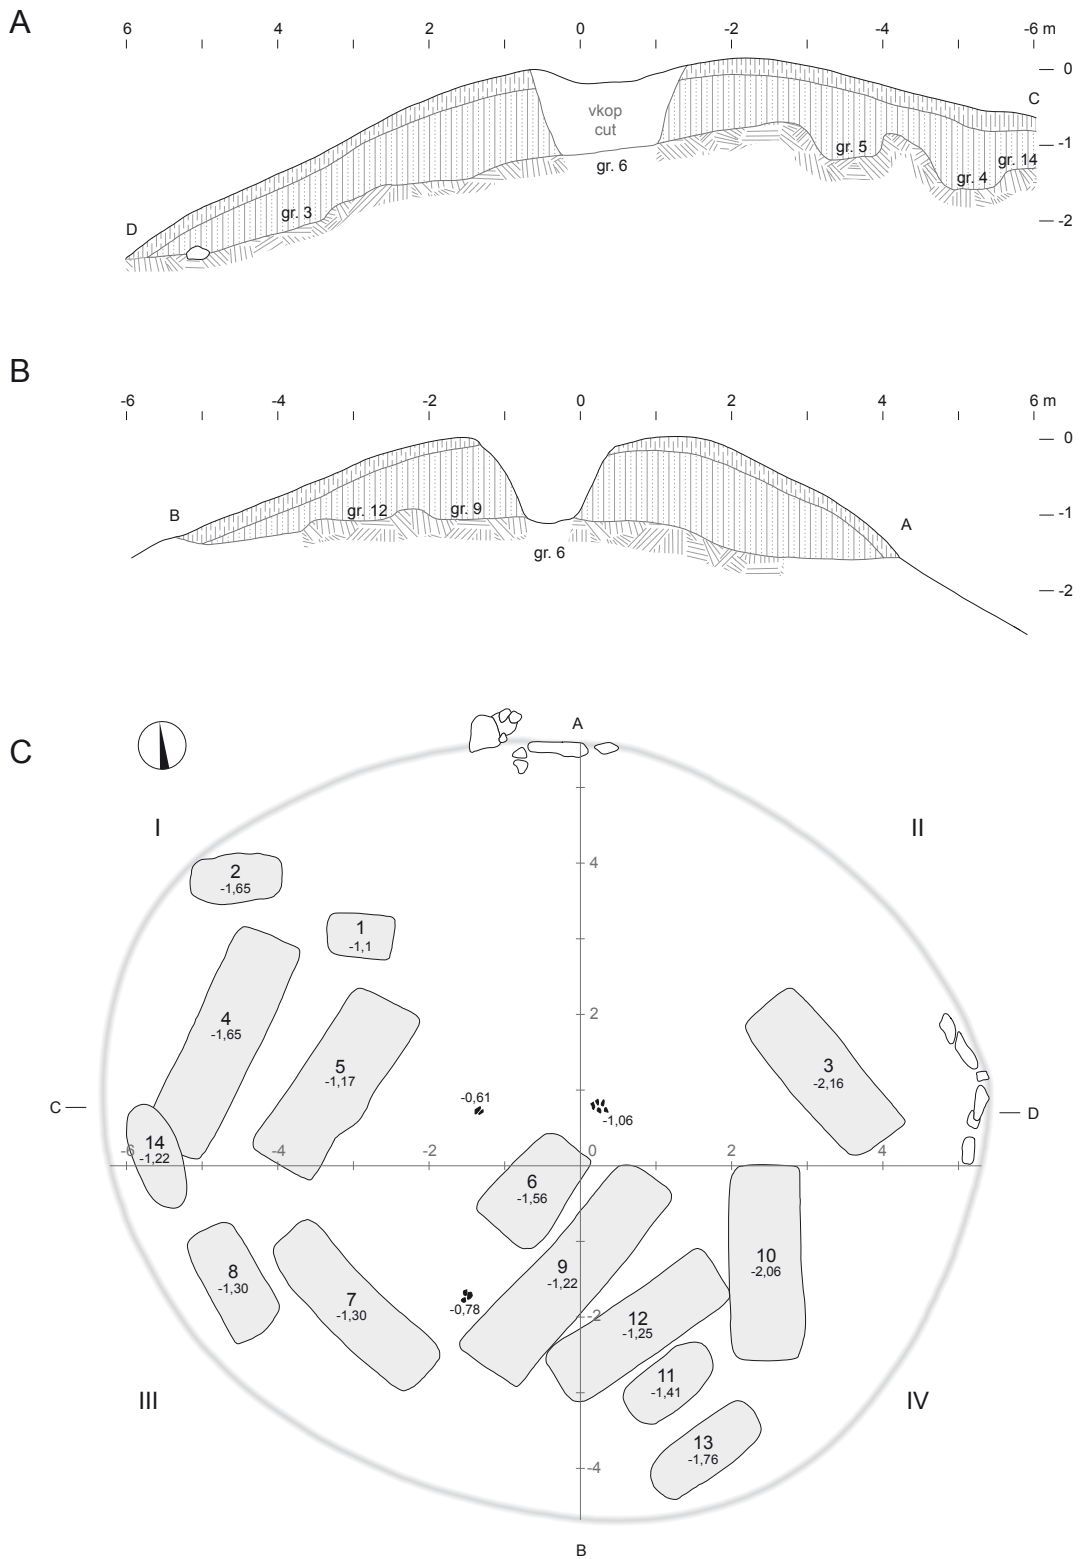 A
6 4 2 0 -2 -4 -6 m
0
C
vkop
cut
-1
gr. 5
gr. 6
gr. 14
gr. 4
gr. 3
-2
D
B
-6 -4 -2 0 2 4 6 m
0
gr. 12 gr. 9
B
-1
A
gr. 6
-2
C
A
I
II
4
2
-1,65
1
-1,1
2
4
-1,65
5
-1,17
3
-2,16
-0,61
-1,06
C
D
14
-1,22
-6 -4 0 2 4
6
-1,56
10
-2,06
9
-1,22
8
-1,30
7
-1,30
-0,78
-2
12
-1,25
11
-1,41
III
IV
13
-1,76
-4
B